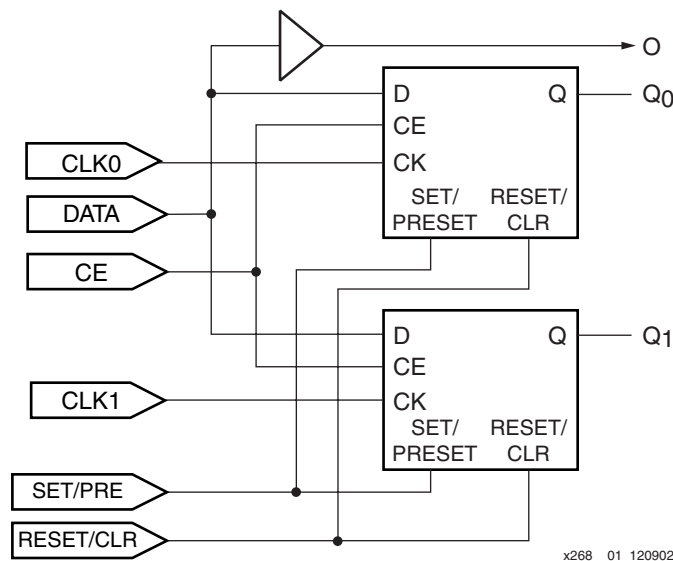 O
D
Q
Q0
CE
CLK0
CK
SET/
PRESET
RESET/
CLR
DATA
CE
D
Q
Q1
CE
CLK1
CK
SET/
PRESET
RESET/
CLR
SET/PRE
RESET/CLR
x268 01 120902